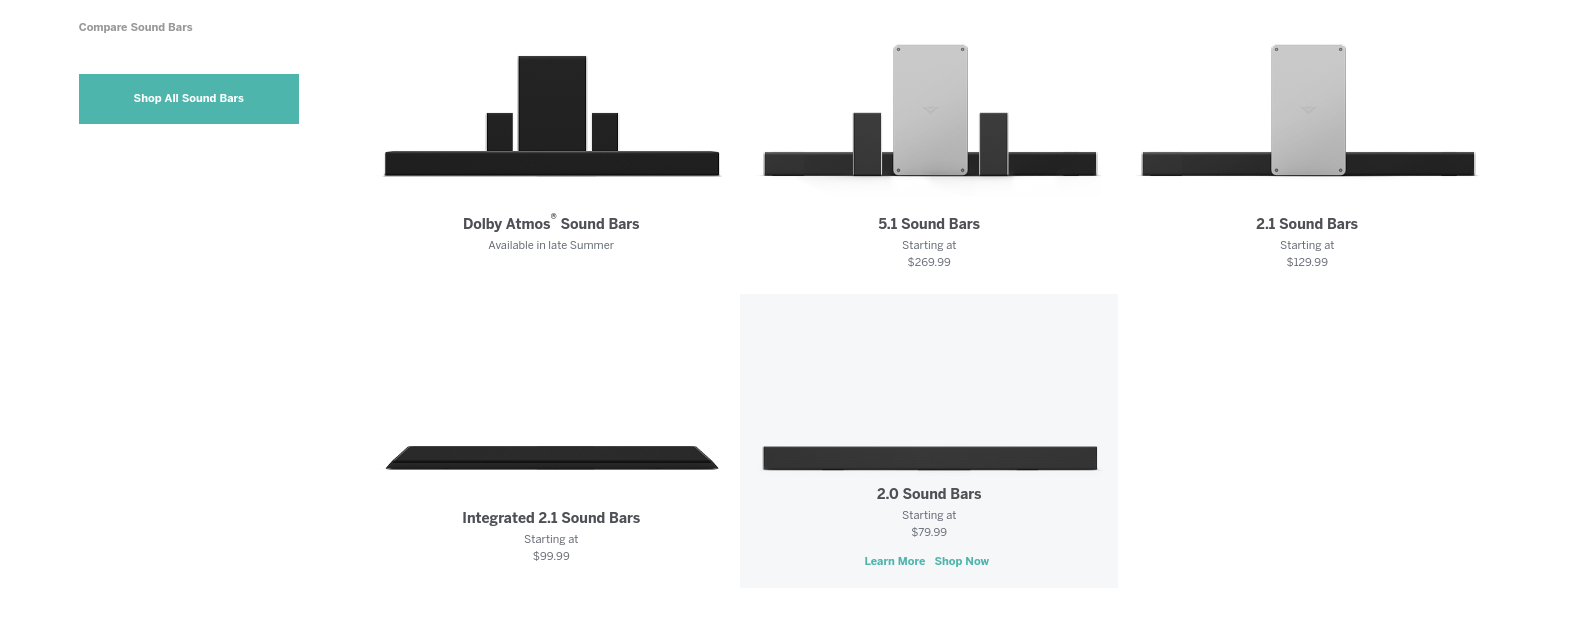 Compare Sound Bars
Shop All Sound Bars
Dolby Atmos® Sound Bars
Available in late Summer
5.1 Sound Bars
Starting at
$269.99
2.1 Sound Bars
Starting at
$129.99
Integrated 2.1 Sound Bars
Starting at
$99.99
2.0 Sound Bars
Starting at
$79.99
Learn More Shop Now